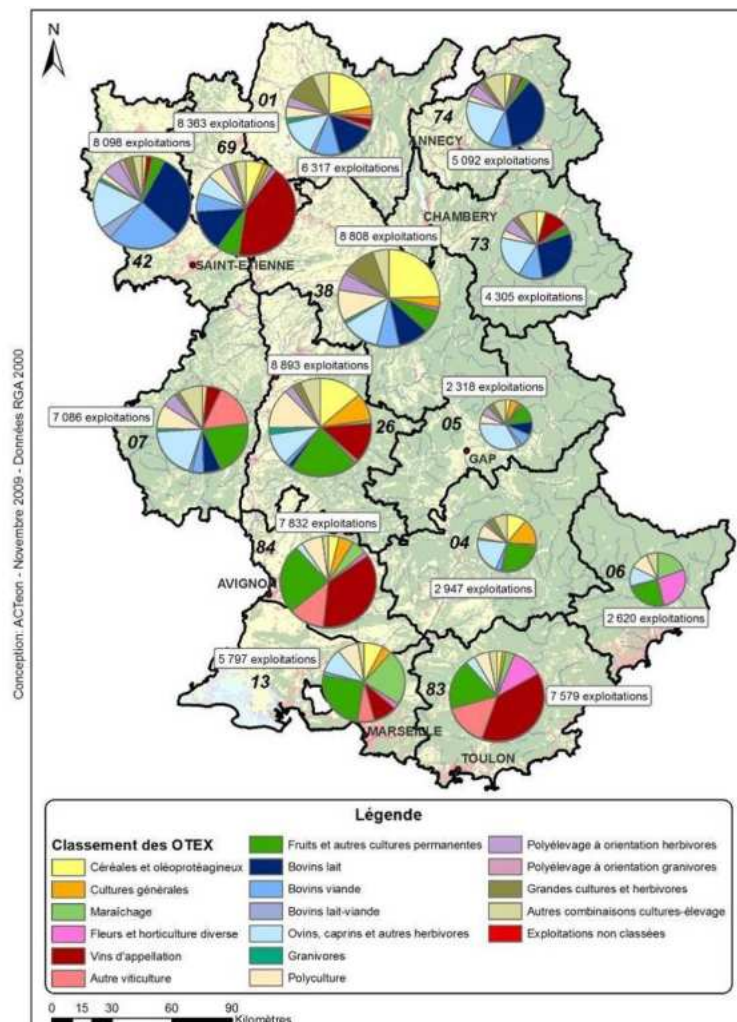 N
01
74
8 363 exploitations
ANNECY
8 098 exploitations
69
6 317 exploitations
5 092 exploitations
CHAMBERY
8 808 exploitations
73
42
SAINT-ETIENNE
38
4 305 exploitations
8 893 exploitations
2 318 exploitations
7 086 exploitations
26
05
07
GAP
7 832 exploitations
84
04
06
AVIGNON
2 947 exploitations
2 620 exploitations
5 797 exploitations
13
83
7 579 exploitations
MARSEILLE
TOULON
Conception: ACTeon - Novembre 2009 - Données RGA 2000
Légende
Classement des OTEX
Céréales et oléoprotéagineux
Cultures générales
Maraîchage
Fleurs et horticulture diverse
Vins d'appellation
Autre viticulture
Fruits et autres cultures permanentes
Bovins lait
Bovins viande
Bovins lait-viande
Ovins, caprins et autres herbivores
Granivores
Polyculture
Polyélevage à orientation herbivores
Polyélevage à orientation granivores
Grandes cultures et herbivores
Autres combinaisons cultures-élevage
Exploitations non classées
0 15 30 60 90
Kilomètres